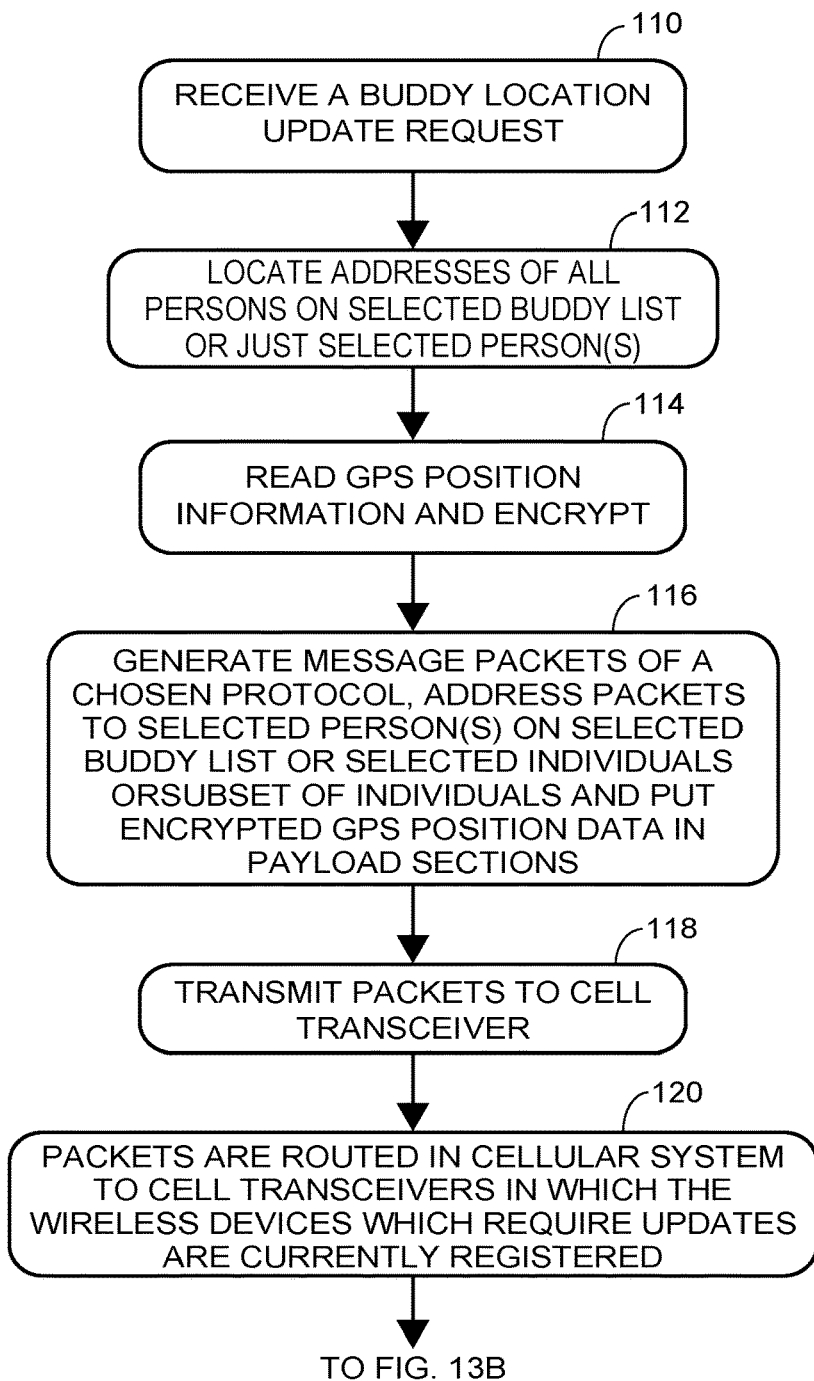 110
RECEIVE A BUDDY LOCATION
UPDATE REQUEST
112
LOCATE ADDRESSES OF ALL
PERSONS ON SELECTED BUDDY LIST
OR JUST SELECTED PERSON(S)
114
READ GPS POSITION
INFORMATION AND ENCRYPT
116
GENERATE MESSAGE PACKETS OF A
CHOSEN PROTOCOL, ADDRESS PACKETS
TO SELECTED PERSON(S) ON SELECTED
BUDDY LIST OR SELECTED INDIVIDUALS
ORSUBSET OF INDIVIDUALS AND PUT
ENCRYPTED GPS POSITION DATA IN
PAYLOAD SECTIONS
118
TRANSMIT PACKETS TO CELL
TRANSCEIVER
120
PACKETS ARE ROUTED IN CELLULAR SYSTEM
TO CELL TRANSCEIVERS IN WHICH THE
WIRELESS DEVICES WHICH REQUIRE UPDATES
ARE CURRENTLY REGISTERED
TO FIG. 13B